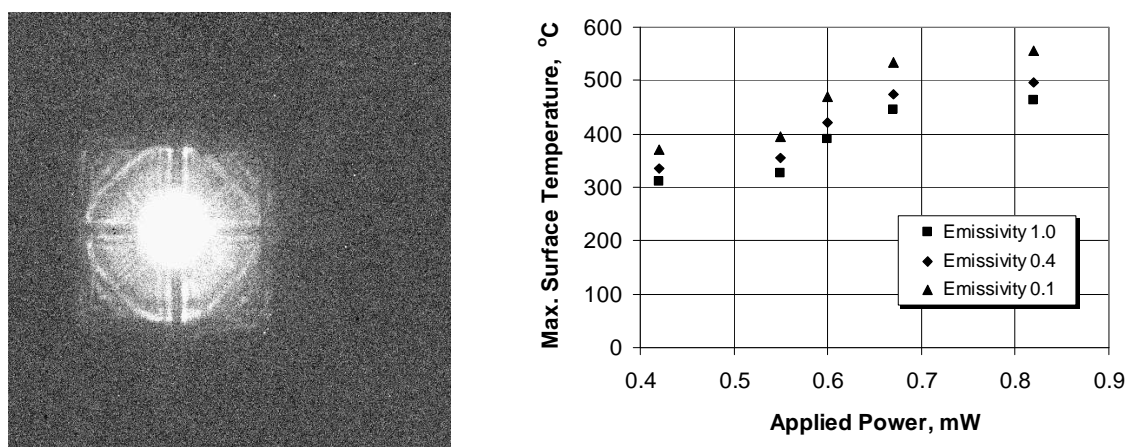 Max. Surface Temperature, °C
600
500
400
300
200
100
0
0.4 0.5 0.6 0.7 0.8 0.9
Applied Power, mW
Emissivity 1.0
Emissivity 0.4
Emissivity 0.1